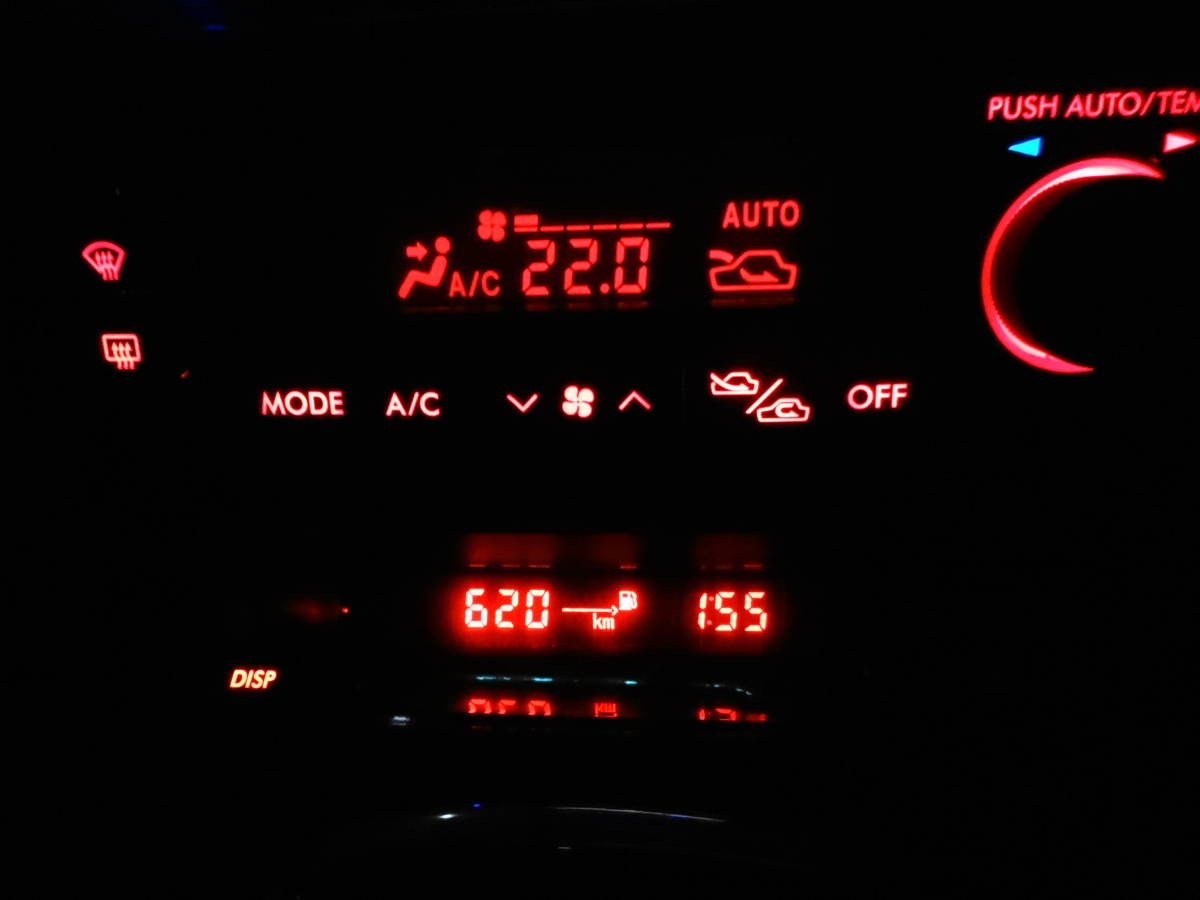 PUSH AUTO/TEM
AUTO
A/C 22.0
MODE A/C OFF
620 km 1:55
DISP